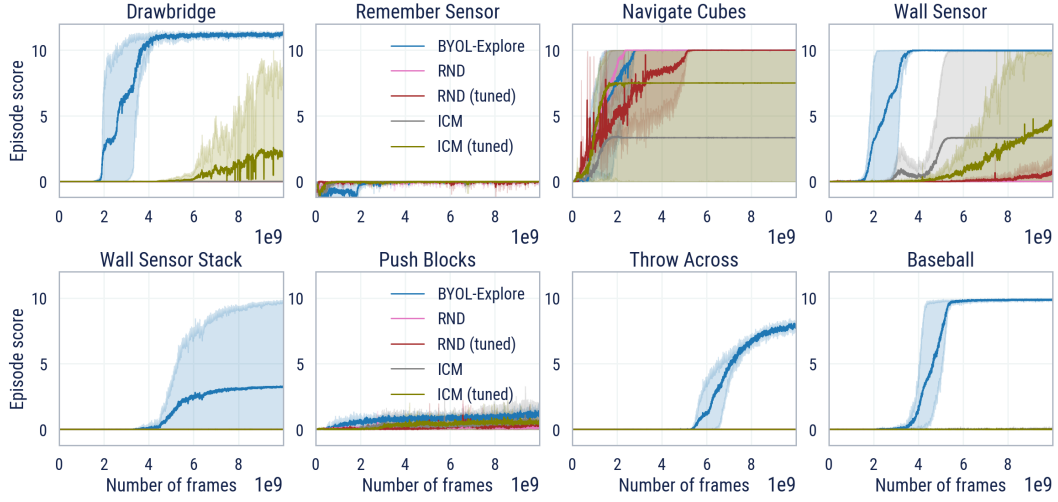 Drawbridge
Remember Sensor
Navigate Cubes
Wall Sensor
Episode score
10
5
0
0 2 4 6 8
1e9
10
5
0
BYOL-Explore
RND
RND (tuned)
ICM
ICM (tuned)
0 2 4 6 8
1e9
10
5
0
0 2 4 6 8
1e9
10
5
0
0 2 4 6 8
1e9
Wall Sensor Stack
Push Blocks
Throw Across
Baseball
Episode score
10
5
0
0 2 4 6 8
Number of frames 1e9
10
5
0
BYOL-Explore
RND
RND (tuned)
ICM
ICM (tuned)
0 2 4 6 8
Number of frames 1e9
10
5
0
0 2 4 6 8
Number of frames 1e9
10
5
0
0 2 4 6 8
Number of frames 1e9